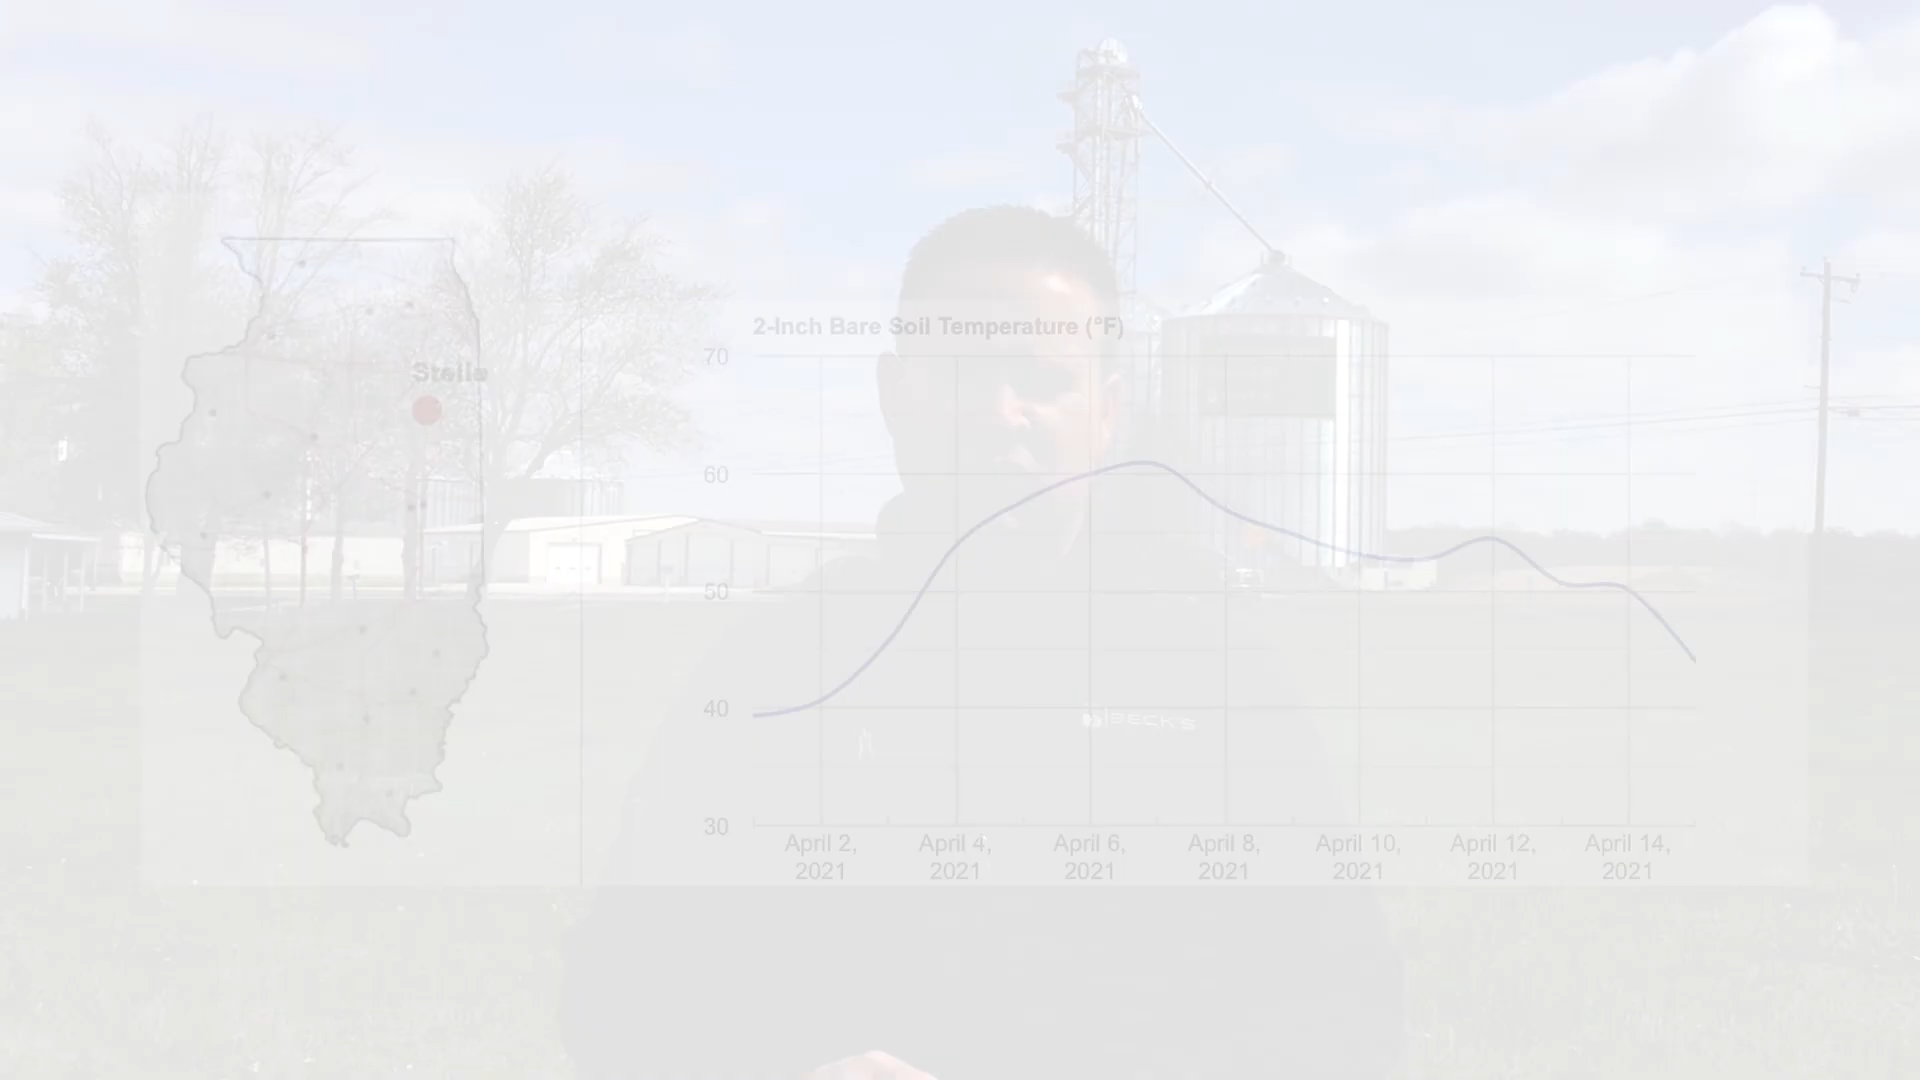 2-Inch Bare Soil Temperature (°F)
70
Stelle
60
50
40
BECK'S
30
April 2, 2021
April 4, 2021
April 6, 2021
April 8, 2021
April 10, 2021
April 12, 2021
April 14, 2021